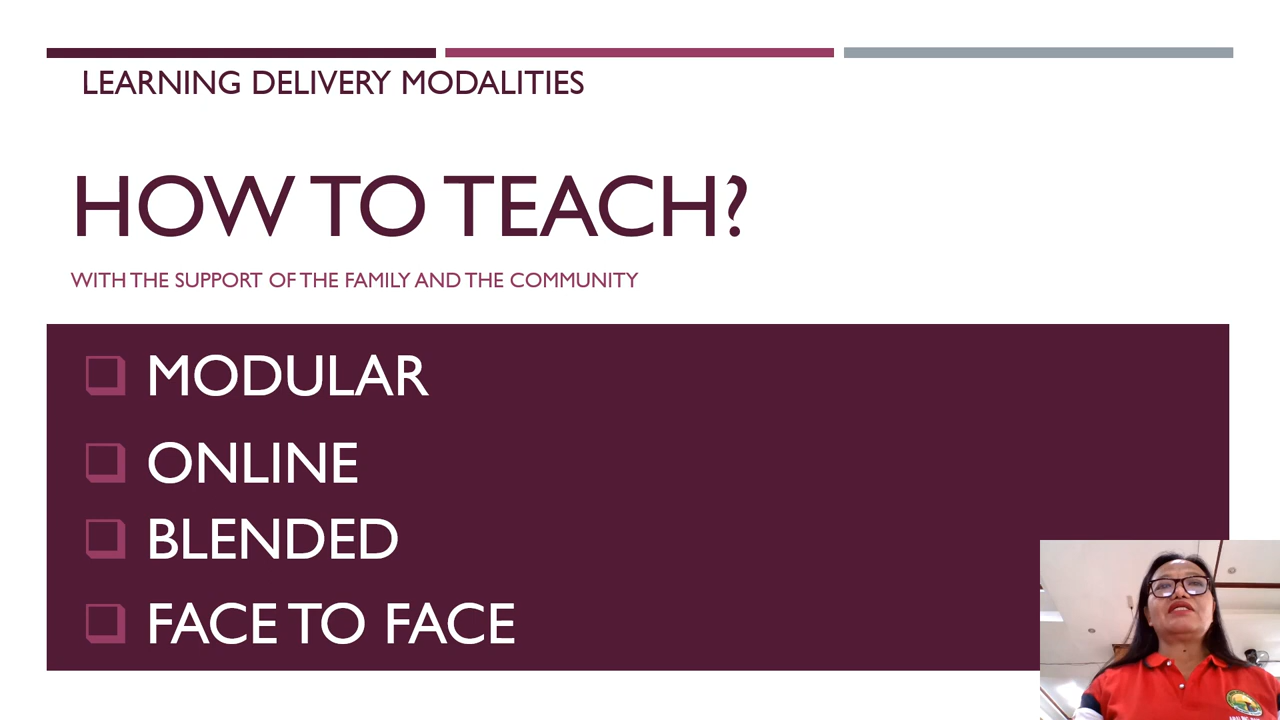 LEARNING DELIVERY MODALITIES
HOW TO TEACH?
WITH THE SUPPORT OF THE FAMILY AND THE COMMUNITY
MODULAR
ONLINE
BLENDED
FACE TO FACE